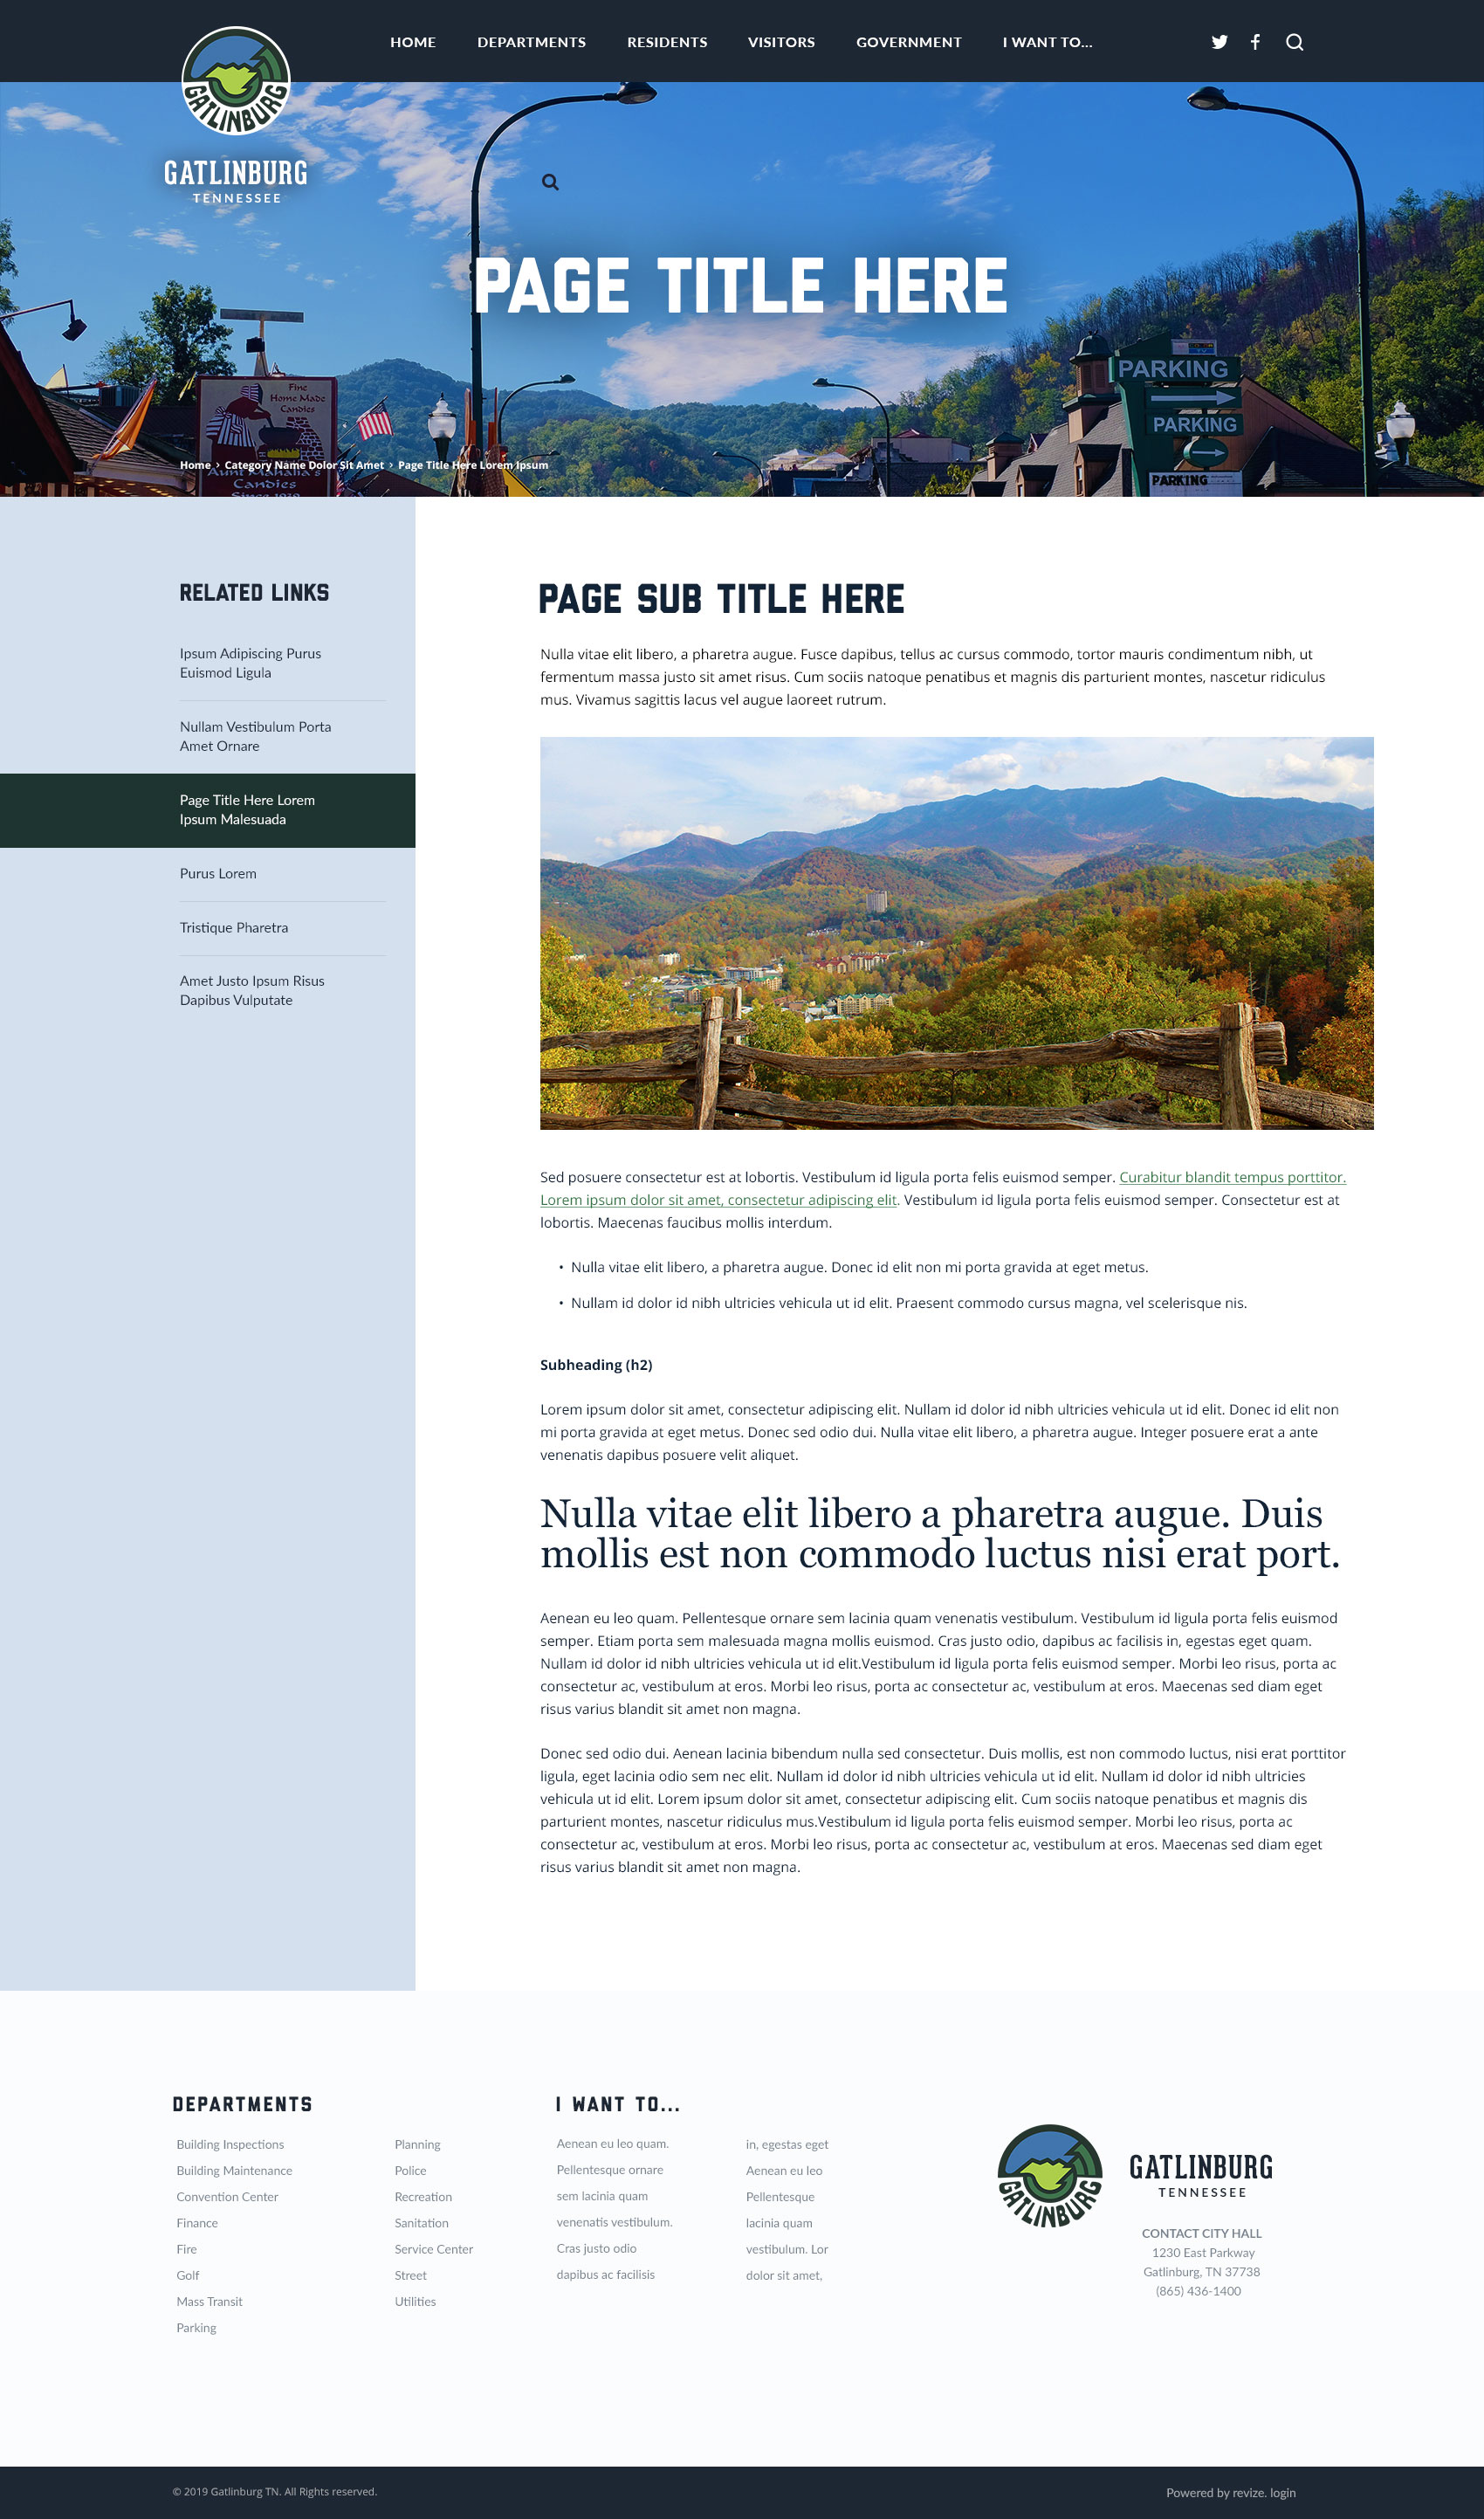 HOME DEPARTMENTS RESIDENTS VISITORS GOVERNMENT I WANT TO...
GATLINBURG
GATLINBURG
TENNESSEE
PAGE TITLE HERE
Fine
Home Made
Candies
Aunt Mahalia's
Candies
Since 1939
PARKING
PARKING
PARKING
Home › Category Name Dolor Sit Amet › Page Title Here Lorem Ipsum
RELATED LINKS
Ipsum Adipiscing Purus
Euismod Ligula
Nullam Vestibulum Porta
Amet Ornare
Page Title Here Lorem
Ipsum Malesuada
Purus Lorem
Tristique Pharetra
Amet Justo Ipsum Risus
Dapibus Vulputate
PAGE SUB TITLE HERE
Nulla vitae elit libero, a pharetra augue. Fusce dapibus, tellus ac cursus commodo, tortor mauris condimentum nibh, ut
fermentum massa justo sit amet risus. Cum sociis natoque penatibus et magnis dis parturient montes, nascetur ridiculus
mus. Vivamus sagittis lacus vel augue laoreet rutrum.
Sed posuere consectetur est at lobortis. Vestibulum id ligula porta felis euismod semper. Curabitur blandit tempus porttitor.
Lorem ipsum dolor sit amet, consectetur adipiscing elit. Vestibulum id ligula porta felis euismod semper. Consectetur est at
lobortis. Maecenas faucibus mollis interdum.
• Nulla vitae elit libero, a pharetra augue. Donec id elit non mi porta gravida at eget metus.
• Nullam id dolor id nibh ultricies vehicula ut id elit. Praesent commodo cursus magna, vel scelerisque nis.
Subheading (h2)
Lorem ipsum dolor sit amet, consectetur adipiscing elit. Nullam id dolor id nibh ultricies vehicula ut id elit. Donec id elit non
mi porta gravida at eget metus. Donec sed odio dui. Nulla vitae elit libero, a pharetra augue. Integer posuere erat a ante
venenatis dapibus posuere velit aliquet.
Nulla vitae elit libero a pharetra augue. Duis
mollis est non commodo luctus nisi erat port.
Aenean eu leo quam. Pellentesque ornare sem lacinia quam venenatis vestibulum. Vestibulum id ligula porta felis euismod
semper. Etiam porta sem malesuada magna mollis euismod. Cras justo odio, dapibus ac facilisis in, egestas eget quam.
Nullam id dolor id nibh ultricies vehicula ut id elit.Vestibulum id ligula porta felis euismod semper. Morbi leo risus, porta ac
consectetur ac, vestibulum at eros. Morbi leo risus, porta ac consectetur ac, vestibulum at eros. Maecenas sed diam eget
risus varius blandit sit amet non magna.
Donec sed odio dui. Aenean lacinia bibendum nulla sed consectetur. Duis mollis, est non commodo luctus, nisi erat porttitor
ligula, eget lacinia odio sem nec elit. Nullam id dolor id nibh ultricies vehicula ut id elit. Nullam id dolor id nibh ultricies
vehicula ut id elit. Lorem ipsum dolor sit amet, consectetur adipiscing elit. Cum sociis natoque penatibus et magnis dis
parturient montes, nascetur ridiculus mus.Vestibulum id ligula porta felis euismod semper. Morbi leo risus, porta ac
consectetur ac, vestibulum at eros. Morbi leo risus, porta ac consectetur ac, vestibulum at eros. Maecenas sed diam eget
risus varius blandit sit amet non magna.
DEPARTMENTS
Building Inspections
Building Maintenance
Convention Center
Finance
Fire
Golf
Mass Transit
Parking
Planning
Police
Recreation
Sanitation
Service Center
Street
Utilities
I WANT TO...
Aenean eu leo quam.
Pellentesque ornare
sem lacinia quam
venenatis vestibulum.
Cras justo odio
dapibus ac facilisis
in, egestas eget
Aenean eu leo
Pellentesque
lacinia quam
vestibulum. Lor
dolor sit amet,
GATLINBURG
GATLINBURG
TENNESSEE
CONTACT CITY HALL
1230 East Parkway
Gatlinburg, TN 37738
(865) 436-1400
© 2019 Gatlinburg TN. All Rights reserved.
Powered by revize. login